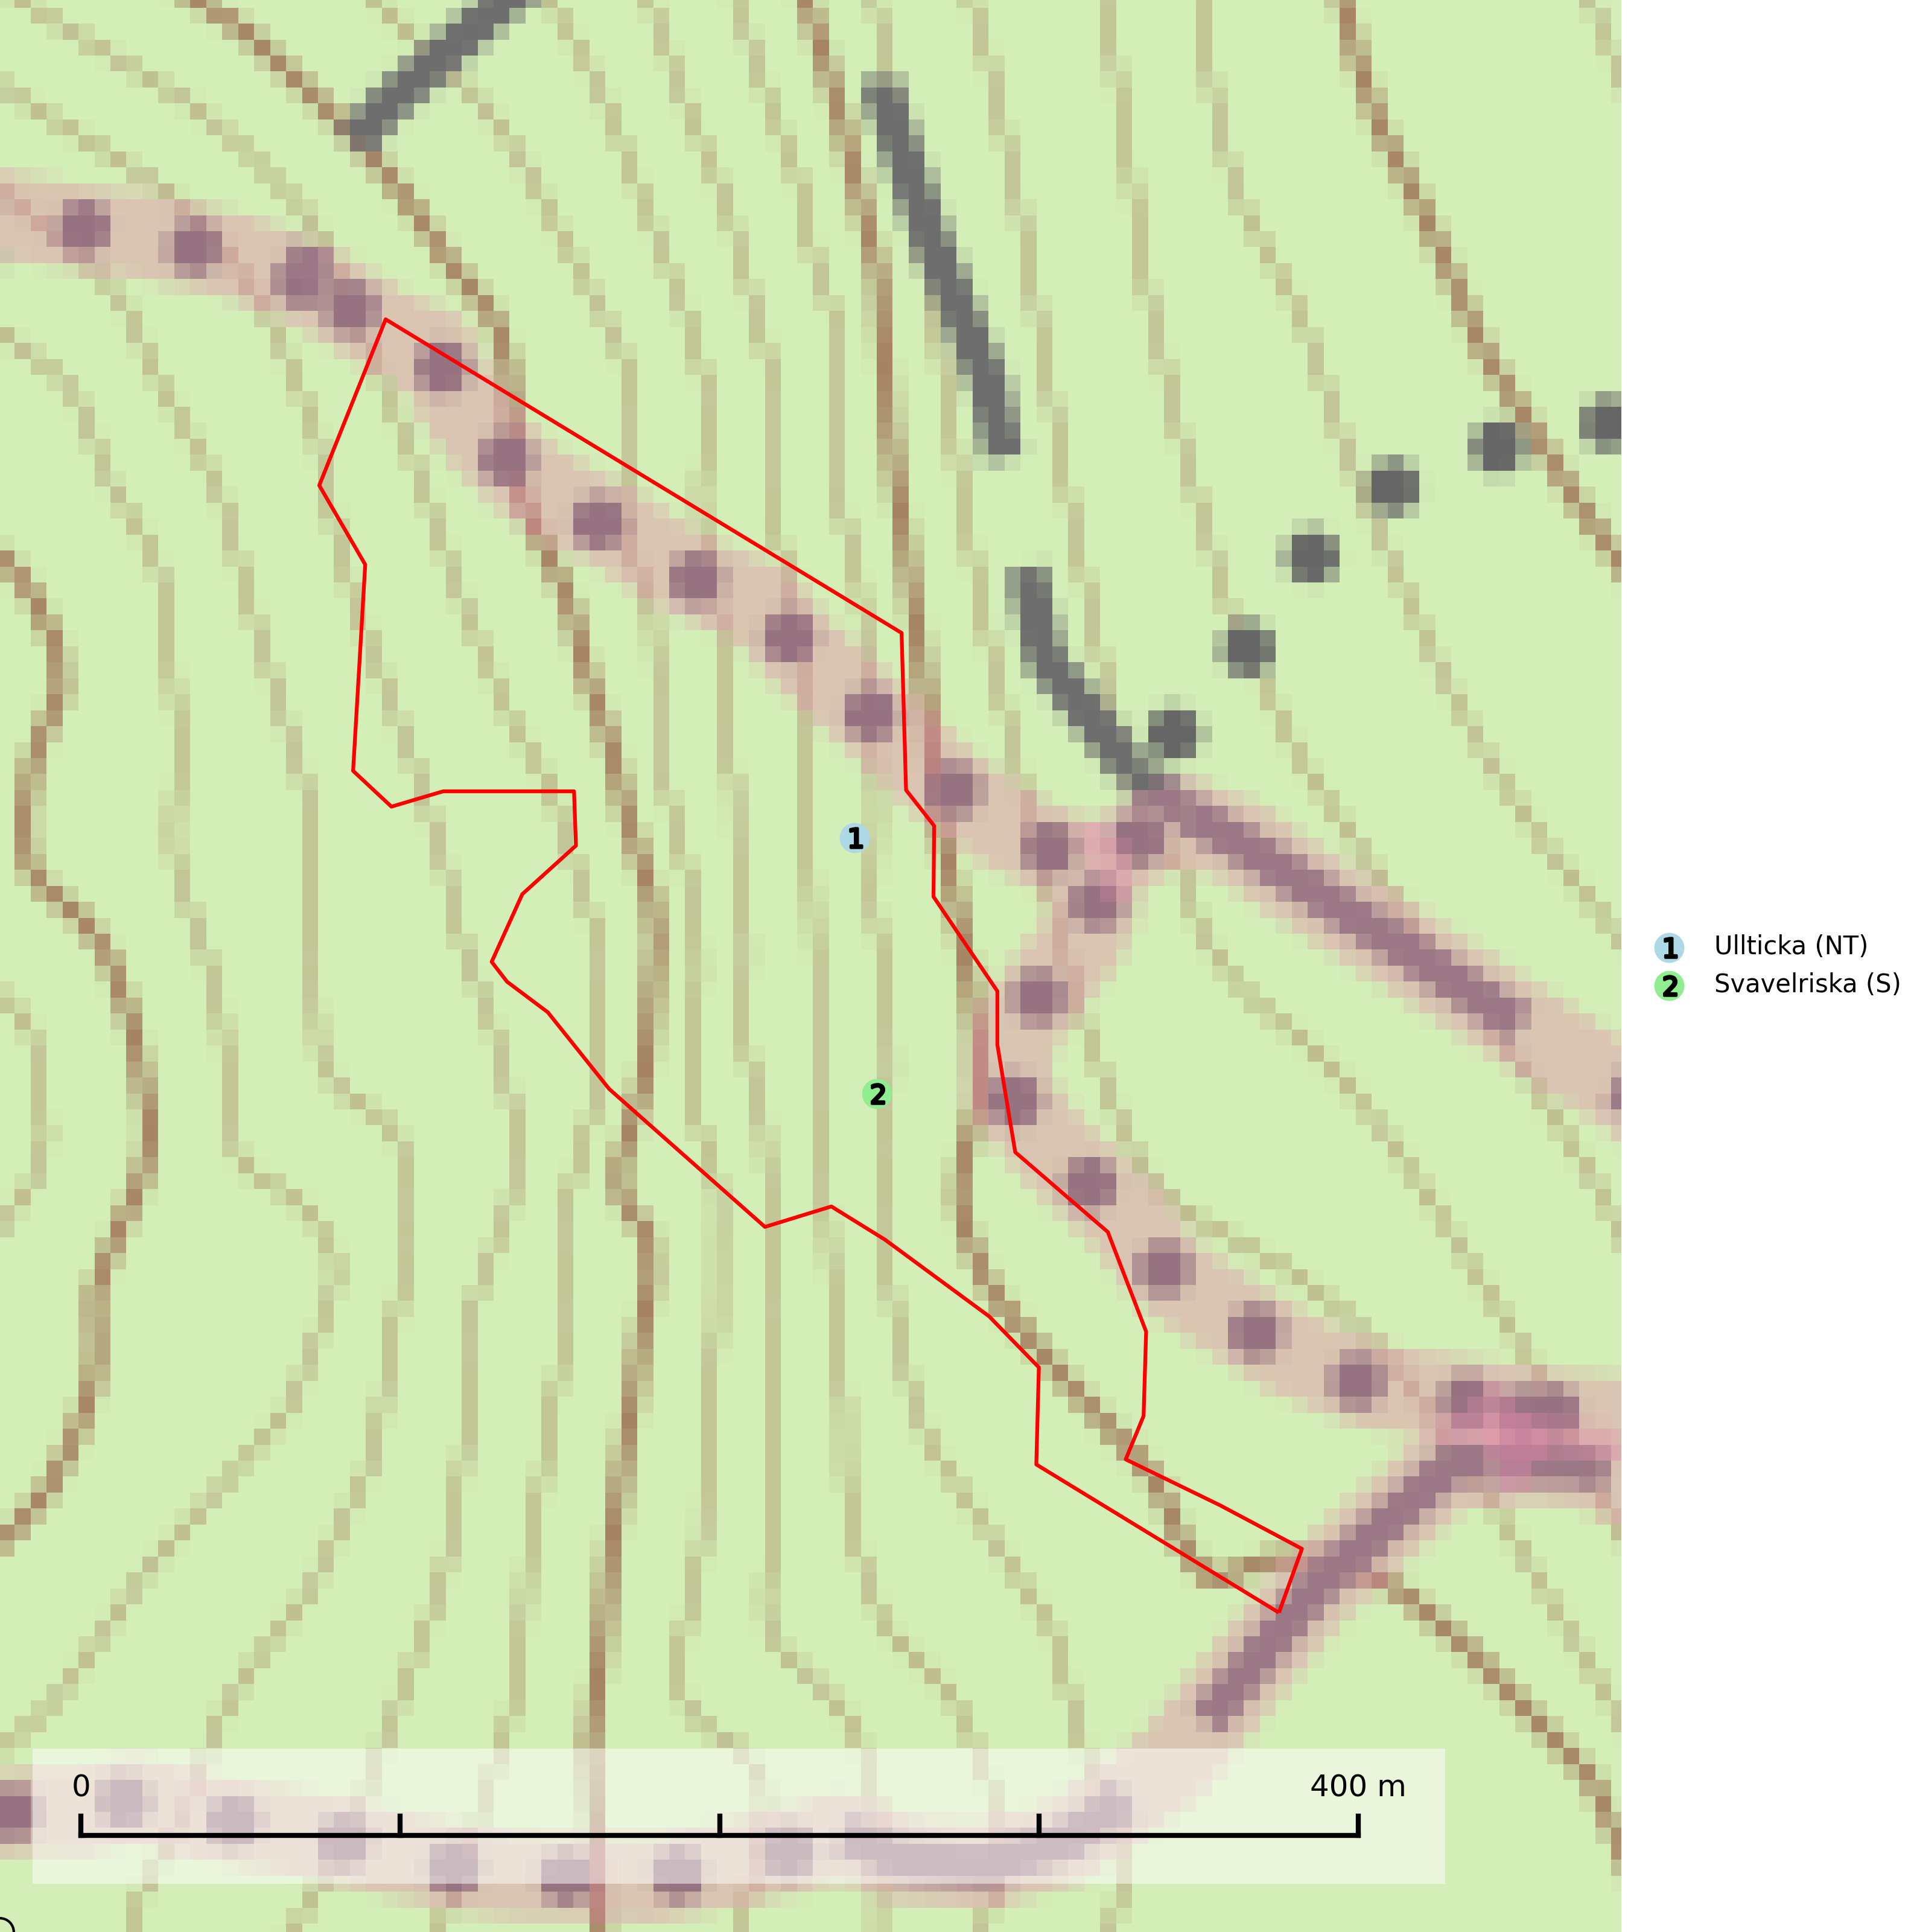 1
2
1 Ullticka (NT)
2 Svavelriska (S)
0 400 m